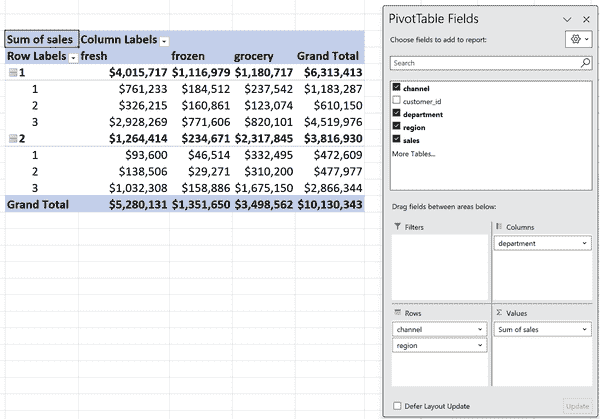 Sum of sales Column Labels
Row Labels fresh frozen grocery Grand Total
1 $4,015,717 $1,116,979 $1,180,717 $6,313,413
1 $761,233 $184,512 $237,542 $1,183,287
2 $326,215 $160,861 $123,074 $610,150
3 $2,928,269 $771,606 $820,101 $4,519,976
2 $1,264,414 $234,671 $2,317,845 $3,816,930
1 $93,600 $46,514 $332,495 $472,609
2 $138,506 $29,271 $310,200 $477,977
3 $1,032,308 $158,886 $1,675,150 $2,866,344
Grand Total $5,280,131 $1,351,650 $3,498,562 $10,130,343
PivotTable Fields
Choose fields to add to report:
Search
channel
customer_id
department
region
sales
More Tables...
Drag fields between areas below:
Filters
Columns
department
Rows
channel
region
Σ Values
Sum of sales
Defer Layout Update
Update